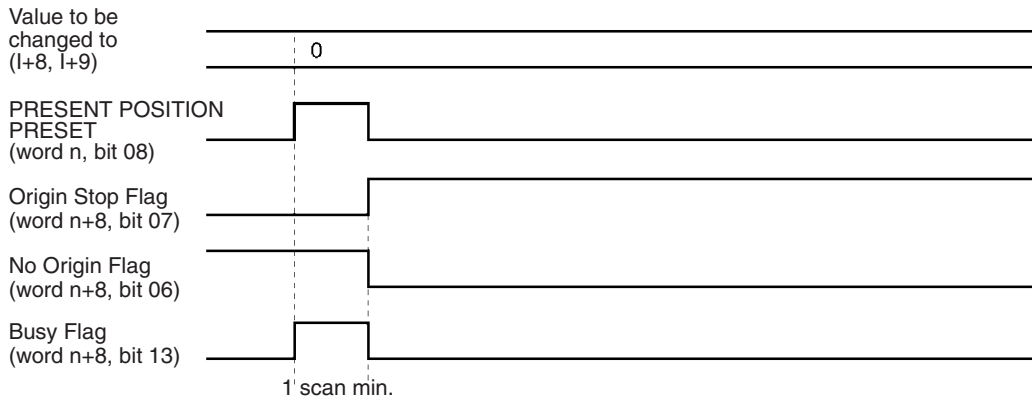 Value to be
changed to
(I+8, I+9)
0
PRESENT POSITION
PRESET
(word n, bit 08)
Origin Stop Flag
(word n+8, bit 07)
No Origin Flag
(word n+8, bit 06)
Busy Flag
(word n+8, bit 13)
1 scan min.